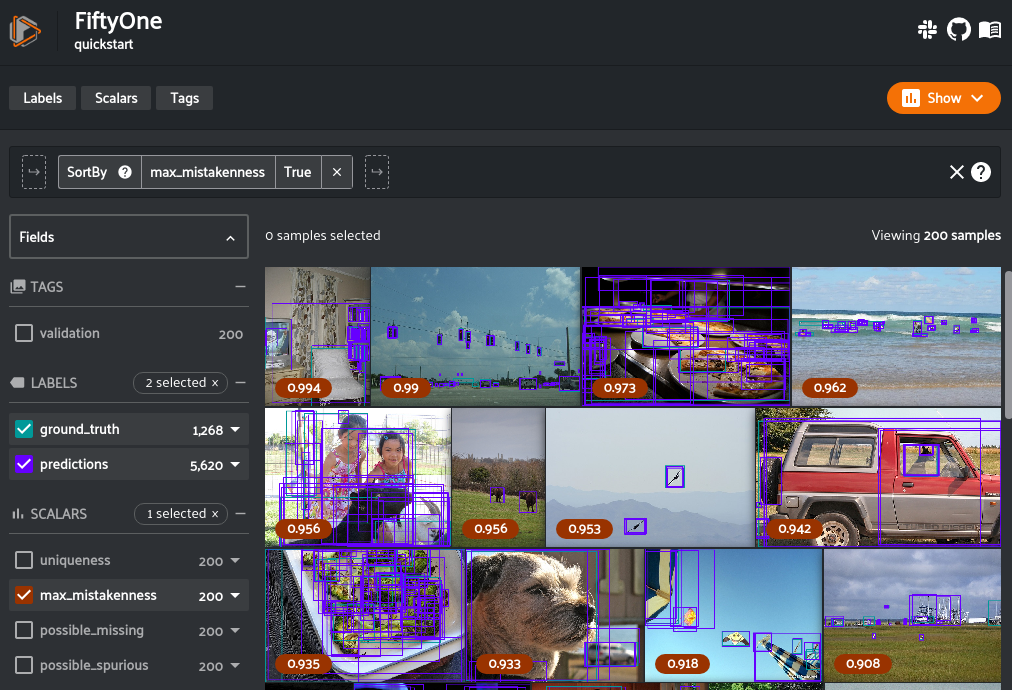 FiftyOne
quickstart
Labels Scalars Tags
Show
SortBy ? max_mistakenness True ×
?
Fields
0 samples selected
Viewing 200 samples
TAGS
validation 200
LABELS 2 selected ×
ground_truth 1,268
predictions 5,620
SCALARS 1 selected ×
uniqueness 200
max_mistakenness 200
possible_missing 200
possible_spurious 200
0.994 0.99 0.973 0.962
0.956 0.956 0.953 0.942
0.935 0.933 0.918 0.908